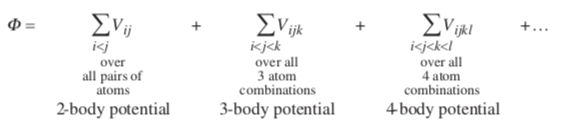 Φ = ∑V_ij + ∑V_ijk + ∑V_ijkl +…
i<j i<j<k i<j<k<l
over over all over all
all pairs of 3 atom 4 atom
atoms combinations combinations
2-body potential 3-body potential 4-body potential